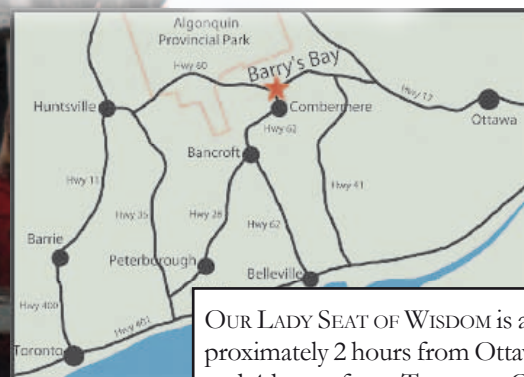 Algonquin
Provincial Park
Hwy 60
Barry's Bay
Huntsville
Combermere
Hwy 17
Ottawa
Hwy 62
Bancroft
Hwy 11
Hwy 35
Hwy 28
Hwy 62
Hwy 41
Barrie
Peterborough
Belleville
Hwy 400
Hwy 401
Toronto
OUR LADY SEAT OF WISDOM is a
proximately 2 hours from Ottaw